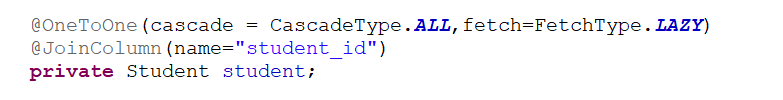 @OneToOne(cascade = CascadeType.ALL,fetch=FetchType.LAZY)
@JoinColumn(name="student_id")
private Student student;